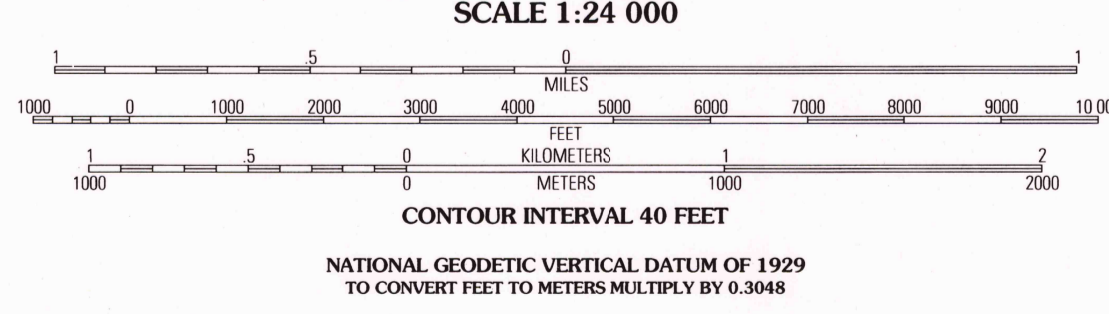 SCALE 1:24 000
1 .5 0 1
MILES
1000 0 1000 2000 3000 4000 5000 6000 7000 8000 9000 10 00
FEET
1 .5 0 KILOMETERS 1 2
1000 0 METERS 1000 2000
CONTOUR INTERVAL 40 FEET
NATIONAL GEODETIC VERTICAL DATUM OF 1929
TO CONVERT FEET TO METERS MULTIPLY BY 0.3048